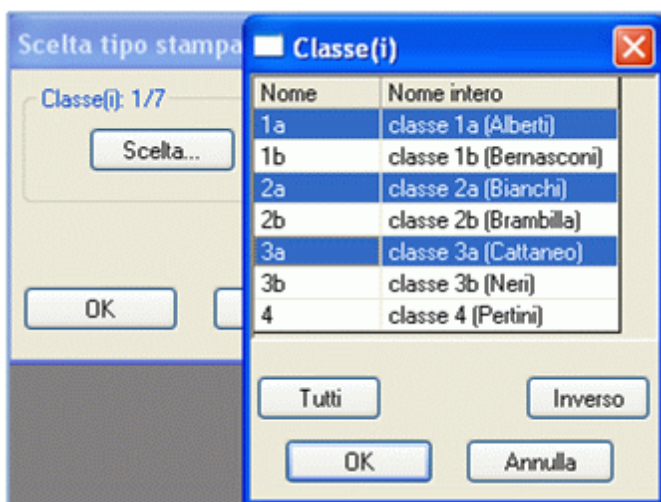 Scelta tipo stampa
Classe(i): 1/7
Scelta...
OK
Classe(i)
Nome Nome intero
1a classe 1a (Alberti)
1b classe 1b (Bernasconi)
2a classe 2a (Bianchi)
2b classe 2b (Brambilla)
3a classe 3a (Cattaneo)
3b classe 3b (Neri)
4 classe 4 (Pertini)
Tutti Inverso
OK Annulla